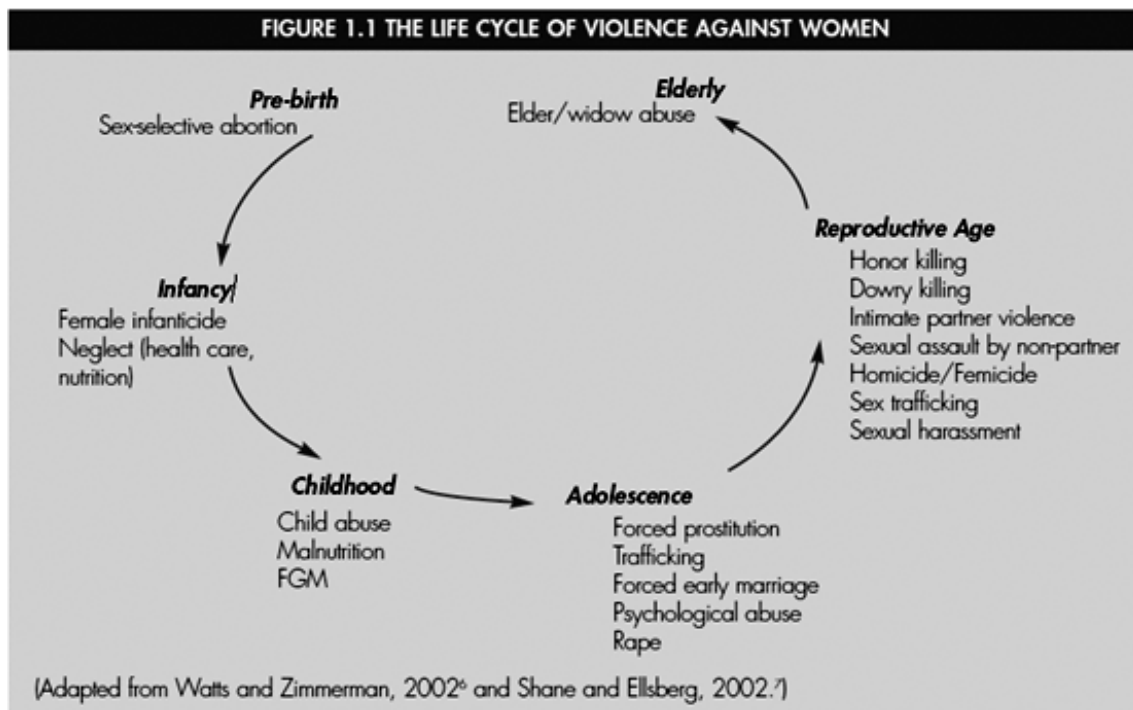 FIGURE 1.1 THE LIFE CYCLE OF VIOLENCE AGAINST WOMEN
Pre-birth
Sex-selective abortion
Infancy
Female infanticide
Neglect (health care,
nutrition)
Childhood
Child abuse
Malnutrition
FGM
Adolescence
Forced prostitution
Trafficking
Forced early marriage
Psychological abuse
Rape
Reproductive Age
Honor killing
Dowry killing
Intimate partner violence
Sexual assault by non-partner
Homicide/Femicide
Sex trafficking
Sexual harassment
Elderly
Elder/widow abuse
(Adapted from Watts and Zimmerman, 2002⁶ and Shane and Ellsberg, 2002.⁷)